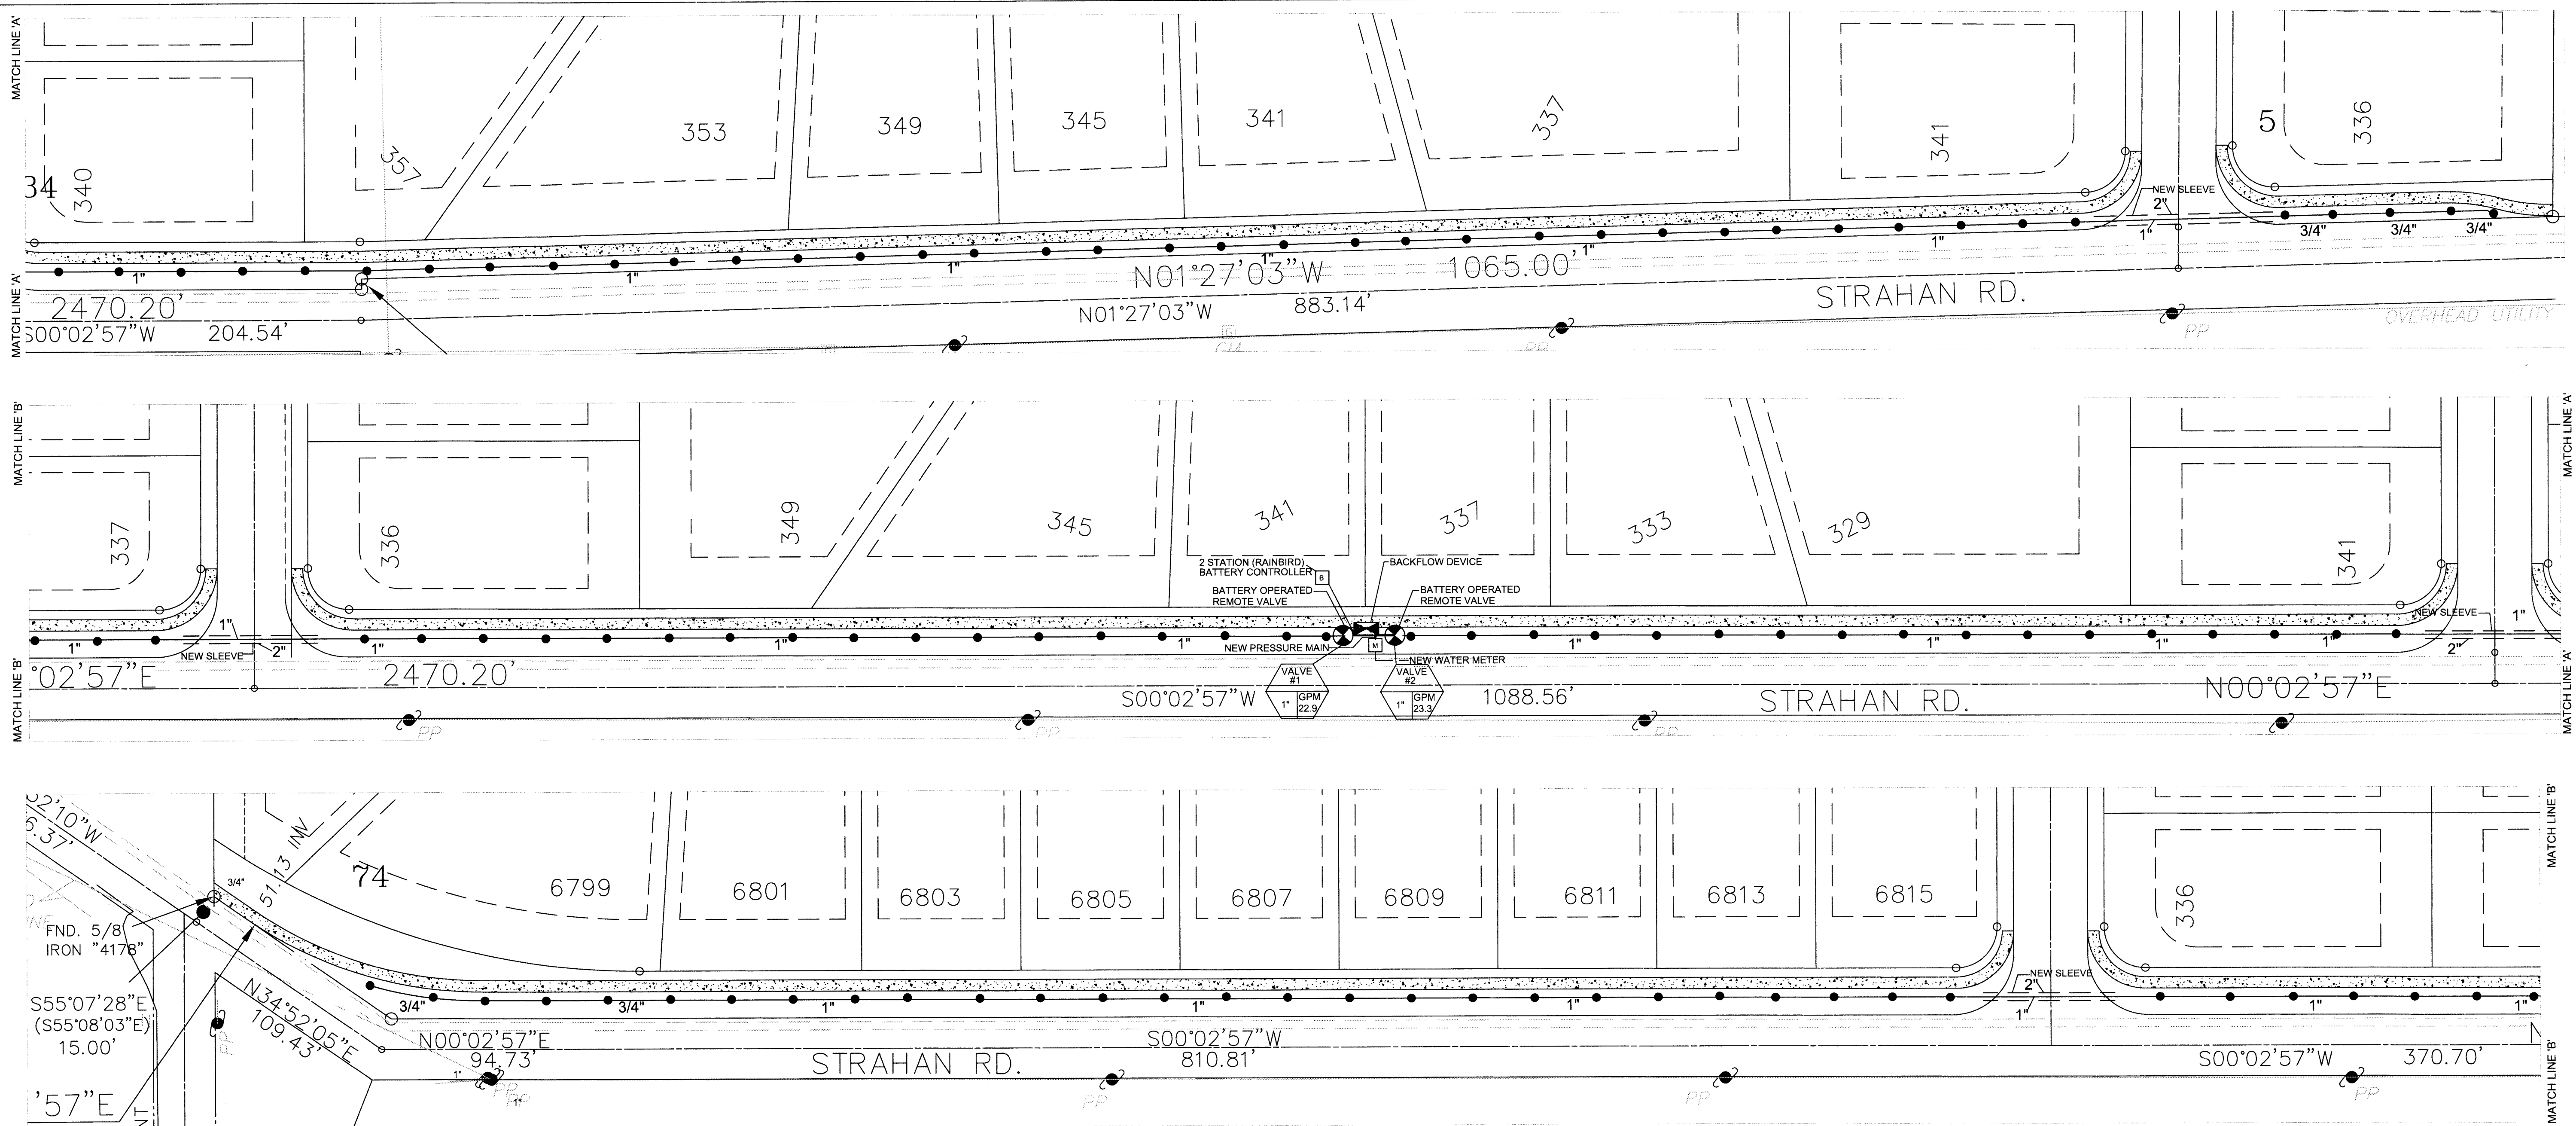 MATCH LINE 'A'
34
340
357
353
349
345
341
337
341
5
336
NEW SLEEVE
2"
1"
1"
1"
1"
1"
1"
1"
3/4"
3/4"
3/4"
MATCH LINE 'A'
2470.20'
N01°27'03"W
1065.00'
STRAHAN RD.
S00°02'57"W
204.54'
N01°27'03"W
883.14'
G
GM
PP
PP
OVERHEAD UTILITY
MATCH LINE 'B'
MATCH LINE 'A'
337
336
349
345
341
337
333
329
341
2 STATION (RAINBIRD)
BATTERY CONTROLLER
B
BACKFLOW DEVICE
BATTERY OPERATED
REMOTE VALVE
BATTERY OPERATED
REMOTE VALVE
NEW SLEEVE
1"
1"
1"
NEW SLEEVE
2"
1"
1"
1"
1"
1"
1"
1"
1"
2"
NEW PRESSURE MAIN
M
NEW WATER METER
MATCH LINE 'B'
MATCH LINE 'A'
°02'57"E
2470.20'
S00°02'57"W
VALVE
#1
1"
GPM
22.9
VALVE
#2
1"
GPM
23.3
1088.56'
STRAHAN RD.
N00°02'57"E
PP
PP
PP
MATCH LINE 'B'
52'10"W
6.37'
51.13 INV
74
3/4"
6799
6801
6803
6805
6807
6809
6811
6813
6815
336
FND. 5/8
IRON "4178"
NEW SLEEVE
2"
1"
S55°07'28"E
(S55°08'03"E)
15.00'
3/4"
3/4"
1"
1"
1"
1"
1"
N34°52'05"E
109.43'
N00°02'57"E
94.73'
STRAHAN RD.
S00°02'57"W
810.81'
S00°02'57"W
370.70'
MATCH LINE 'B'
PP
1"
PP
PP
1"
PP
PP
PP
'57"E